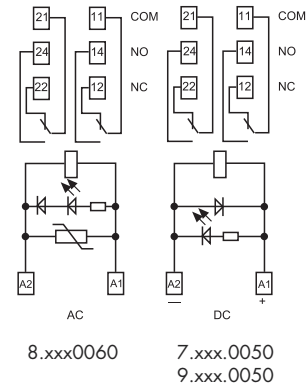 21 11 COM 21 11 COM
24 14 NO 24 14 NO
22 12 NC 22 12 NC
A2 A1 A2 A1
— +
AC DC
8.xxx0060 7.xxx.0050
9.xxx.0050